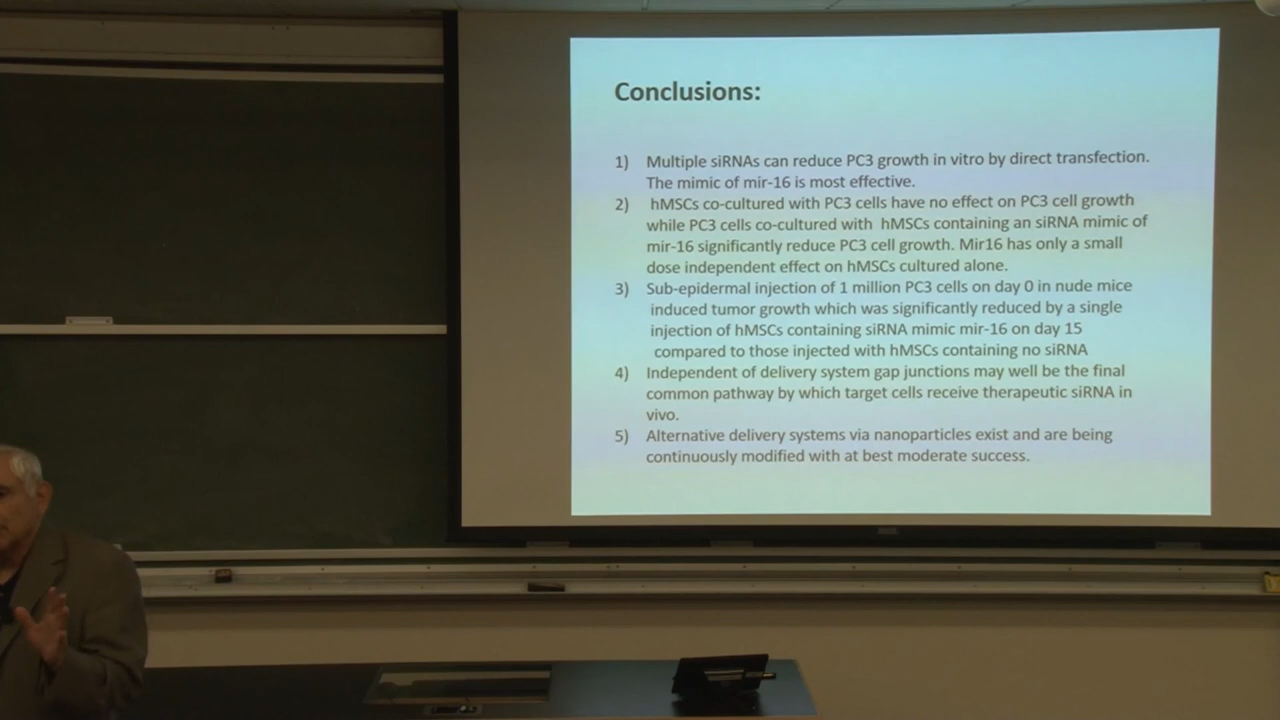 Conclusions:
1) Multiple siRNAs can reduce PC3 growth in vitro by direct transfection.
The mimic of mir-16 is most effective.
2) hMSCs co-cultured with PC3 cells have no effect on PC3 cell growth
while PC3 cells co-cultured with hMSCs containing an siRNA mimic of
mir-16 significantly reduce PC3 cell growth. Mir16 has only a small
dose independent effect on hMSCs cultured alone.
3) Sub-epidermal injection of 1 million PC3 cells on day 0 in nude mice
induced tumor growth which was significantly reduced by a single
injection of hMSCs containing siRNA mimic mir-16 on day 15
compared to those injected with hMSCs containing no siRNA
4) Independent of delivery system gap junctions may well be the final
common pathway by which target cells receive therapeutic siRNA in
vivo.
5) Alternative delivery systems via nanoparticles exist and are being
continuously modified with at best moderate success.